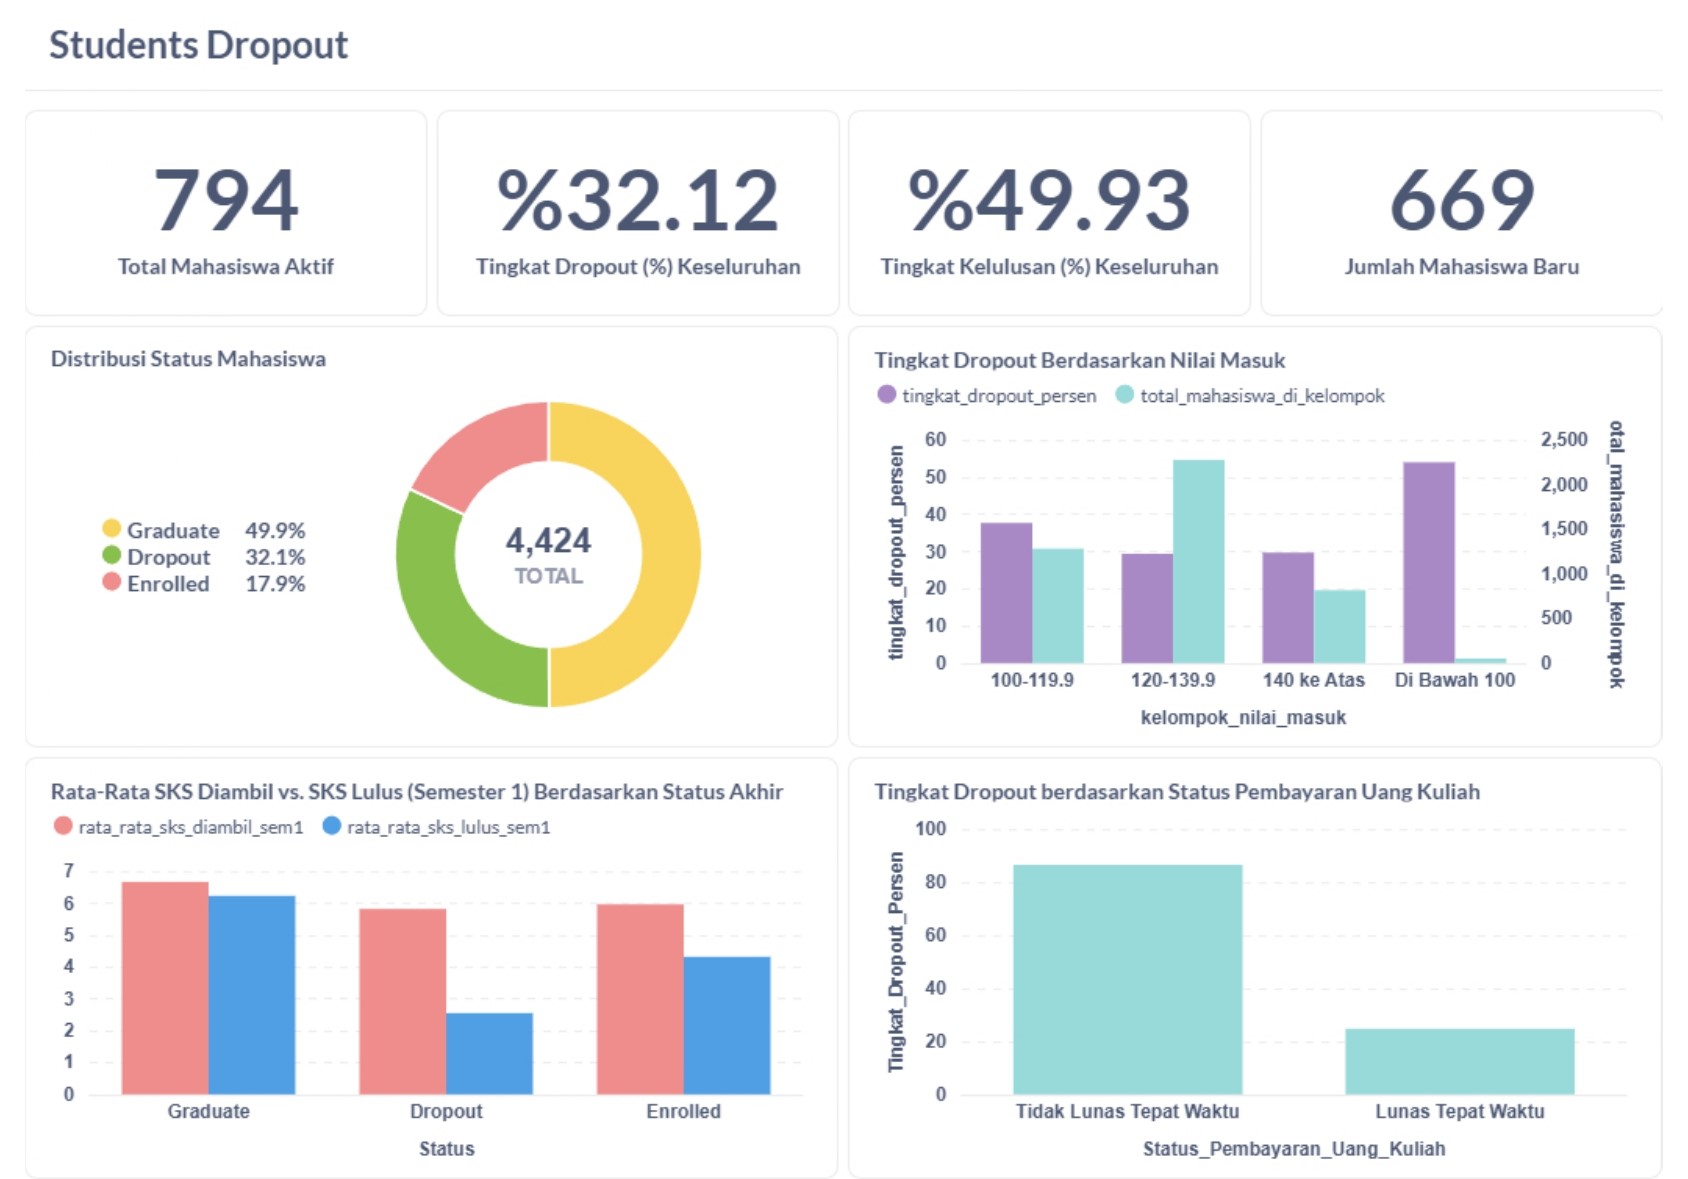 Students Dropout
794
Total Mahasiswa Aktif
%32.12
Tingkat Dropout (%) Keseluruhan
%49.93
Tingkat Kelulusan (%) Keseluruhan
669
Jumlah Mahasiswa Baru
Distribusi Status Mahasiswa
Graduate 49.9%
Dropout 32.1%
Enrolled 17.9%
4,424
TOTAL
Tingkat Dropout Berdasarkan Nilai Masuk
tingkat_dropout_persen total_mahasiswa_di_kelompok
tingkat_dropout_persen
60
50
40
30
20
10
0
2,500
2,000
1,500
1,000
500
0
otal_mahasiswa_di_kelompok
100-119.9 120-139.9 140 ke Atas Di Bawah 100
kelompok_nilai_masuk
Rata-Rata SKS Diambil vs. SKS Lulus (Semester 1) Berdasarkan Status Akhir
rata_rata_sks_diambil_sem1 rata_rata_sks_lulus_sem1
7
6
5
4
3
2
1
0
Graduate Dropout Enrolled
Status
Tingkat Dropout berdasarkan Status Pembayaran Uang Kuliah
Tingkat_Dropout_Persen
100
80
60
40
20
0
Tidak Lunas Tepat Waktu Lunas Tepat Waktu
Status_Pembayaran_Uang_Kuliah